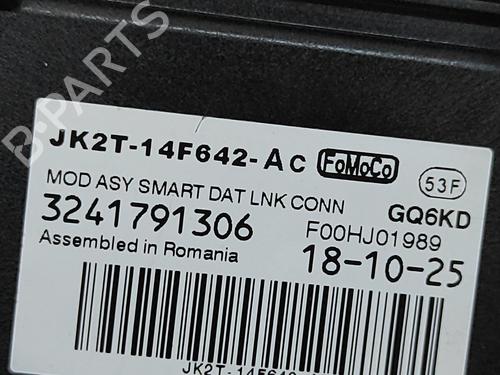 JK2T-14F642-AC FoMoCo
53F
MOD ASY SMART DAT LNK CONN
GQ6KD
3241791306
F00HJ01989
Assembled in Romania
18-10-25